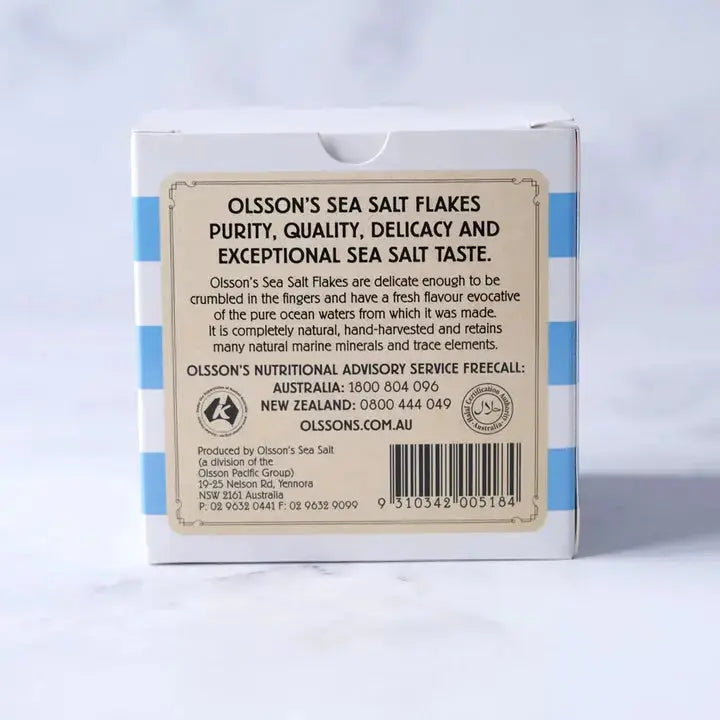 OLSSON'S SEA SALT FLAKES
PURITY, QUALITY, DELICACY AND
EXCEPTIONAL SEA SALT TASTE.
Olsson's Sea Salt Flakes are delicate enough to be
crumbled in the fingers and have a fresh flavour evocative
of the pure ocean waters from which it was made.
It is completely natural, hand-harvested and retains
many natural marine minerals and trace elements.
OLSSON'S NUTRITIONAL ADVISORY SERVICE FREECALL:
AUSTRALIA: 1800 804 096
NEW ZEALAND: 0800 444 049
OLSSONS.COM.AU
K
Halal Certification Authority
حلال
Australia
Produced by Olsson's Sea Salt
(a division of the
Olsson Pacific Group)
19-25 Nelson Rd, Yennora
NSW 2161 Australia
P: 02 9632 0441 F: 02 9632 9099
9 310342 005184